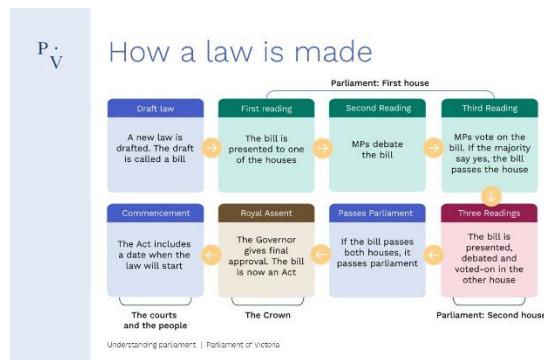 P.
V
How a law is made
Parliament: First house
Draft law
A new law is
drafted. The draft
is called a bill
First reading
The bill is
presented to one
of the houses
Second Reading
MPs debate
the bill
Third Reading
MPs vote on the
bill. If the majority
say yes, the bill
passes the house
Three Readings
The bill is
presented,
debated and
voted-on in the
other house
Parliament: Second house
Passes Parliament
If the bill passes
both houses, it
passes parliament
Royal Assent
The Governor
gives final
approval. The bill
is now an Act
The Crown
Commencement
The Act includes
a date when the
law will start
The courts
and the people
Understanding parliament | Parliament of Victoria